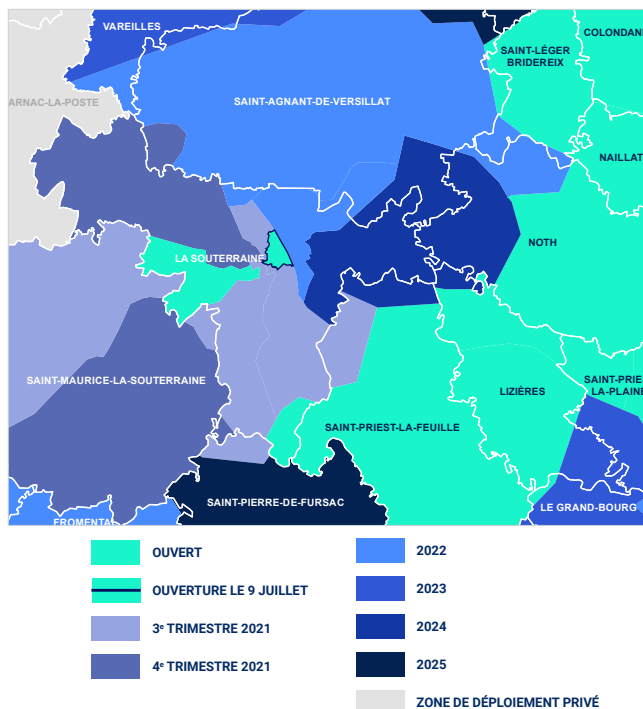 VAREILLES
COLONDAN
SAINT-LÉGER
BRIDEREIX
ARNAC-LA-POSTE
SAINT-AGNANT-DE-VERSILLAT
NAILLAT
NOTH
LA SOUTERRAINE
SAINT-MAURICE-LA-SOUTERRAINE
LIZIÈRES
SAINT-PRIE
LA-PLAINE
SAINT-PRIEST-LA-FEUILLE
SAINT-PIERRE-DE-FURSAC
LE GRAND-BOURG
FROMENTAL
OUVERT
OUVERTURE LE 9 JUILLET
3e TRIMESTRE 2021
4e TRIMESTRE 2021
2022
2023
2024
2025
ZONE DE DÉPLOIEMENT PRIVÉ